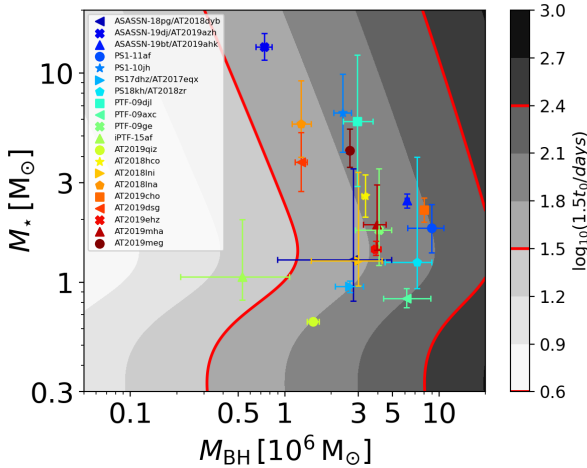 10
3
1
0.3
M⋆ [M⊙]
ASASSN-18pg/AT2018dyb
ASASSN-19dj/AT2019azh
ASASSN-19bt/AT2019ahk
PS1-11af
PS1-10jh
PS17dhz/AT2017eqx
PS18kh/AT2018zr
PTF-09djl
PTF-09axc
PTF-09ge
iPTF-15af
AT2019qiz
AT2018hco
AT2018lni
AT2018lna
AT2019cho
AT2019dsg
AT2019ehz
AT2019mha
AT2019meg
0.1 0.5 1 3 5 10
M_BH [10⁶ M⊙]
3.0
2.7
2.4
2.1
1.8
1.5
1.2
0.9
0.6
log₁₀(1.5t₀/days)